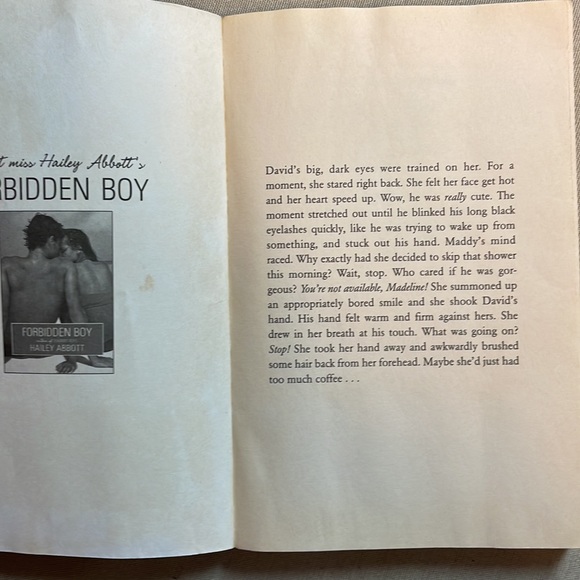 miss Hailey Abbott's
BIDDEN BOY
FORBIDDEN BOY
HAILEY ABBOTT
David's big, dark eyes were trained on her. For a
moment, she stared right back. She felt her face get hot
and her heart speed up. Wow, he was really cute. The
moment stretched out until he blinked his long black
eyelashes quickly, like he was trying to wake up from
something, and stuck out his hand. Maddy's mind
raced. Why exactly had she decided to skip that shower
this morning? Wait, stop. Who cared if he was gor-
geous? You're not available, Madeline! She summoned up
an appropriately bored smile and she shook David's
hand. His hand felt warm and firm against hers. She
drew in her breath at his touch. What was going on?
Stop! She took her hand away and awkwardly brushed
some hair back from her forehead. Maybe she'd just had
too much coffee . . .